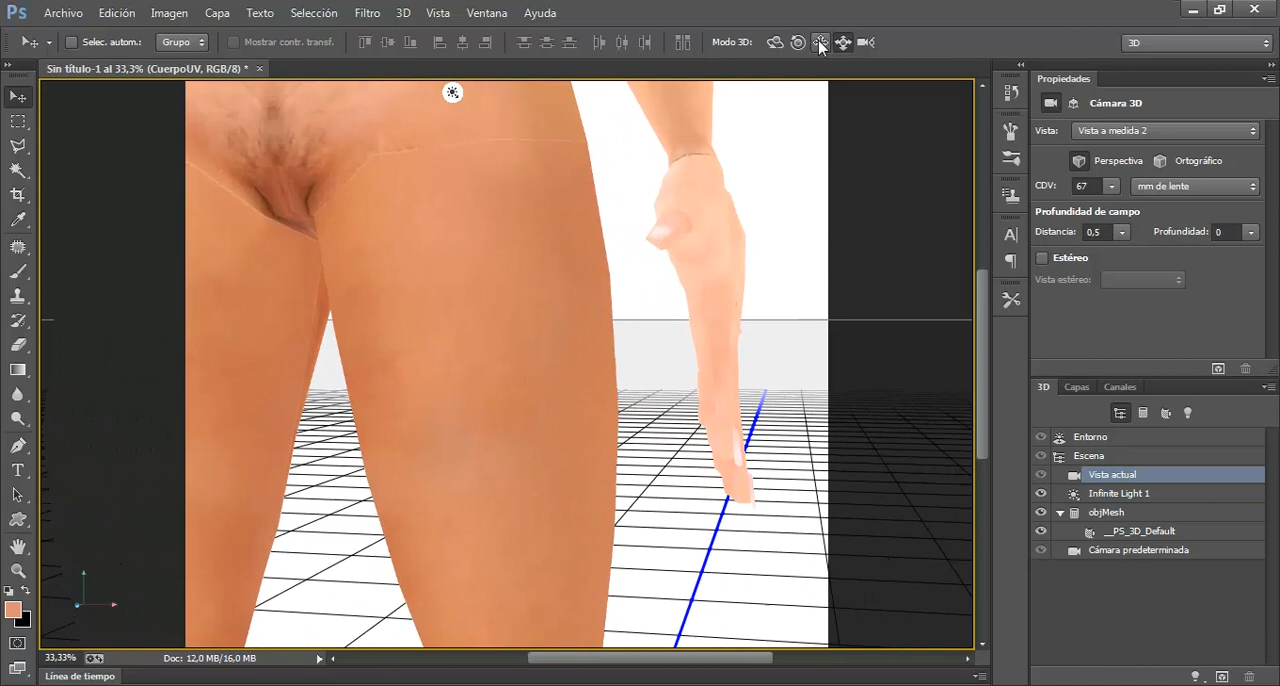 Ps Archivo Edición Imagen Capa Texto Selección Filtro 3D Vista Ventana Ayuda
Selec. autom.: Grupo Mostrar contr. transf. Modo 3D: 3D
Sin título-1 al 33,3% (CuerpoUV, RGB/8) * ×
Propiedades
Cámara 3D
Vista: Vista a medida 2
Perspectiva Ortográfico
CDV: 67 mm de lente
Profundidad de campo
Distancia: 0,5 Profundidad: 0
Estéreo
Vista estéreo:
3D Capas Canales
Entorno
Escena
Vista actual
Infinite Light 1
objMesh
__PS_3D_Default
Cámara predeterminada
33,33% Doc: 12,0 MB/16,0 MB
Línea de tiempo